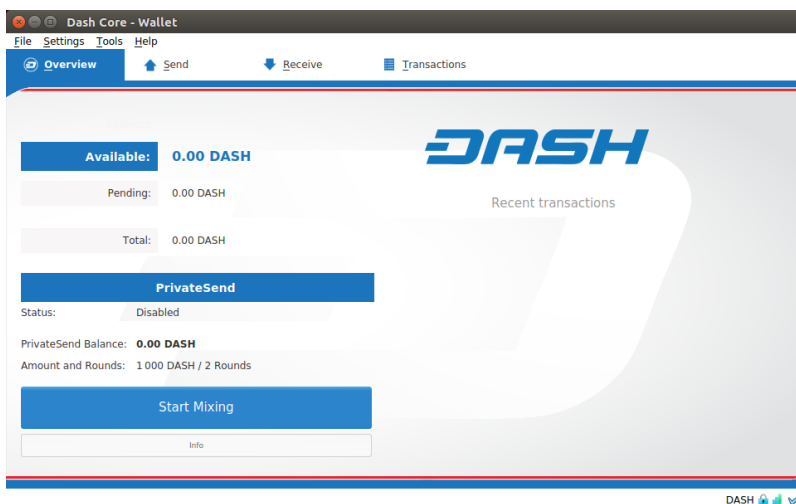 Dash Core - Wallet
File Settings Tools Help
Overview Send Receive Transactions
Available: 0.00 DASH
DASH
Pending: 0.00 DASH
Recent transactions
Total: 0.00 DASH
PrivateSend
Status: Disabled
PrivateSend Balance: 0.00 DASH
Amount and Rounds: 1 000 DASH / 2 Rounds
Start Mixing
Info
DASH